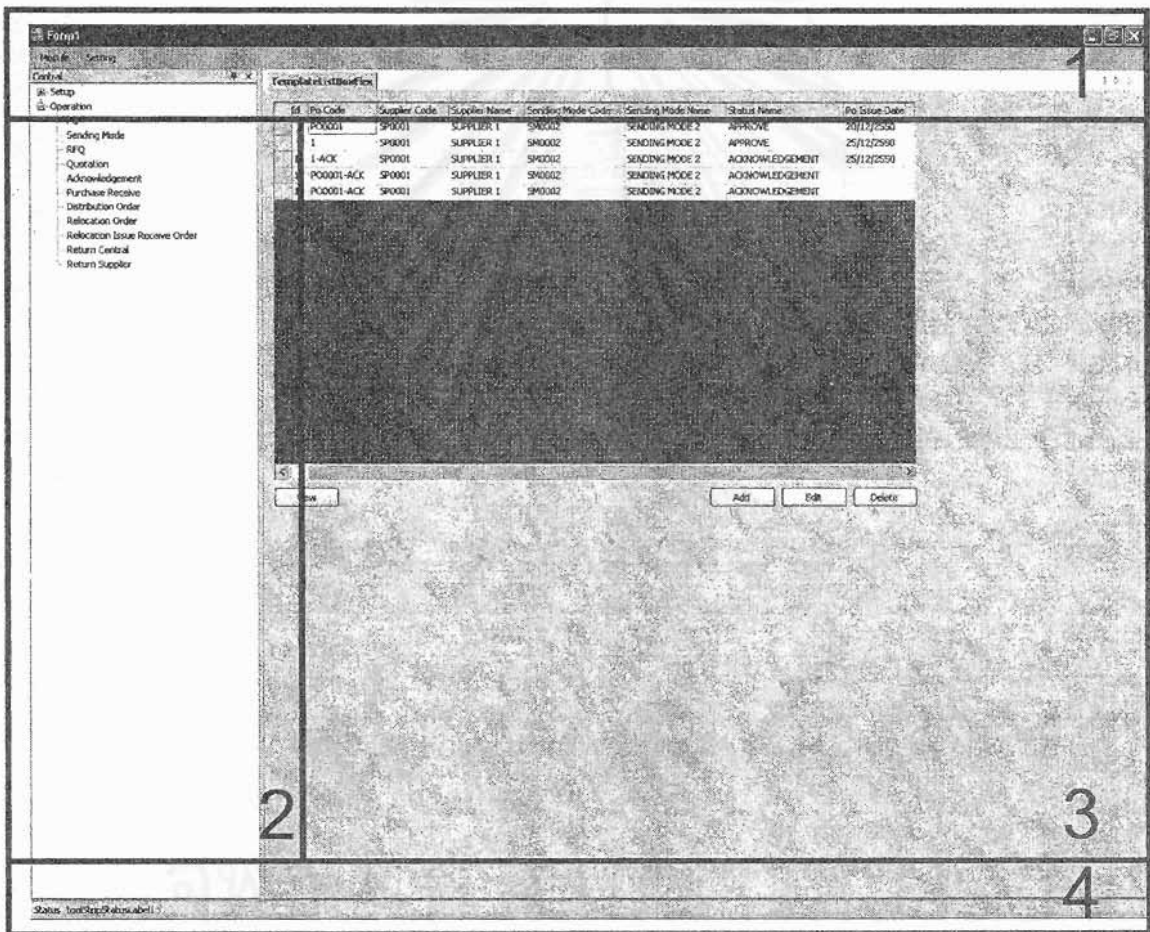 Form1
Module Setting
1
Central
TemplateListBoxFlex
Setup
Operation
Id Po Code Supplier Code Supplier Name Sending Mode Code Sending Mode Name Status Name Po Issue Date
PO0001 SP0001 SUPPLIER 1 SM0002 SENDING MODE 2 APPROVE 20/12/2550
Sending Mode
1 SP0001 SUPPLIER 1 SM0002 SENDING MODE 2 APPROVE 25/12/2550
RFQ
1-ACK SP0001 SUPPLIER 1 SM0002 SENDING MODE 2 ACKNOWLEDGEMENT 25/12/2550
Quotation
PO0001-ACK SP0001 SUPPLIER 1 SM0002 SENDING MODE 2 ACKNOWLEDGEMENT
Acknowledgement
PO0001-ACK SP0001 SUPPLIER 1 SM0002 SENDING MODE 2 ACKNOWLEDGEMENT
Purchase Receive
Distribution Order
Relocation Order
Relocation Issue Receive Order
Return Central
Return Supplier
Add Edit Delete
2
3
4
Status toolStripStatusLabel1